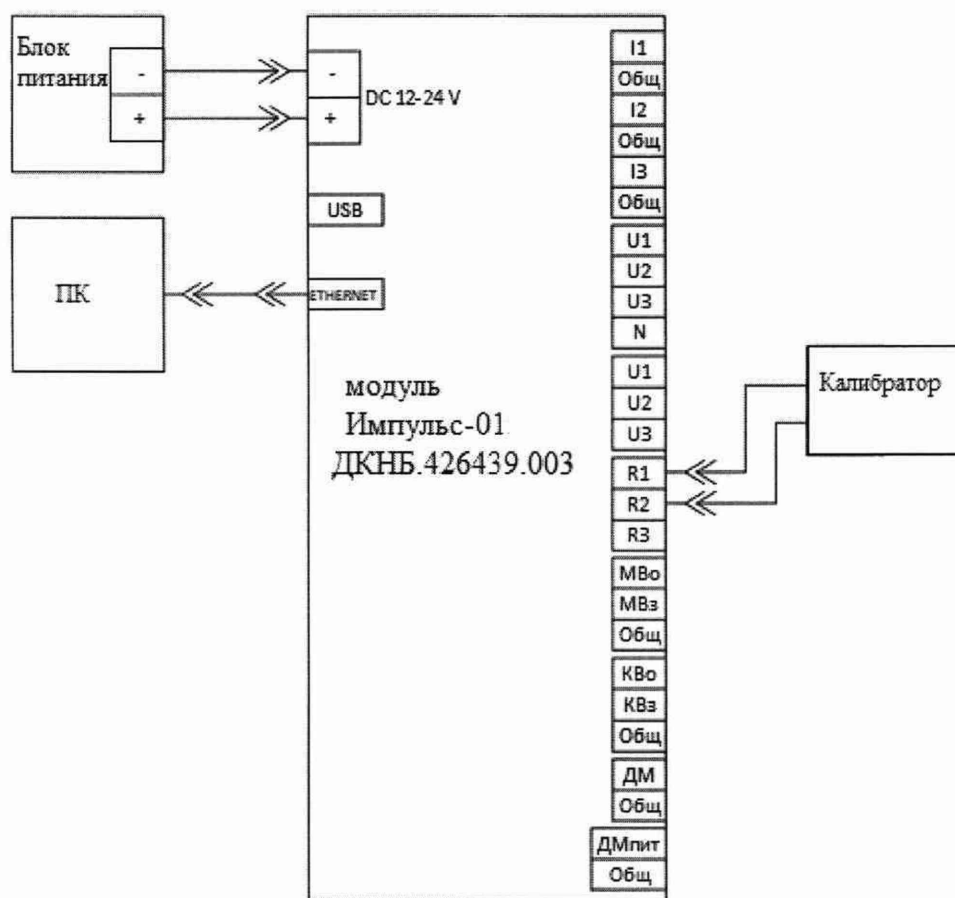 Блок
питания
-
+
-
+
DC 12-24 V
USB
ПК
ETHERNET
модуль
Импульс-01
ДКНБ.426439.003
I1
Общ
I2
Общ
I3
Общ
U1
U2
U3
N
U1
U2
U3
R1
R2
R3
МВо
МВз
Общ
КВо
КВз
Общ
ДМ
Общ
ДМпит
Общ
Калибратор